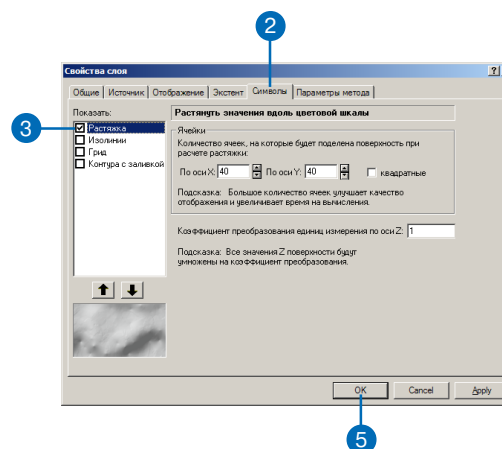 2
Свойства слоя
?
Общие Источник Отображение Экстент Символы Параметры метода
Показать:
Растянуть значения вдоль цветовой шкалы
3
Растяжка
Изолинии
Грид
Контура с заливкой
Ячейки
Количество ячеек, на которые будет поделена поверхность при
расчете растяжки:
По оси X: 40 По оси Y: 40 квадратные
Подсказка: Большое количество ячеек улучшает качество
отображения и увеличивает время на вычисления.
Коэффициент преобразования единиц измерения по оси Z: 1
Подсказка: Все значения Z поверхности будут
умножены на коэффициент преобразования.
OK Cancel Apply
5